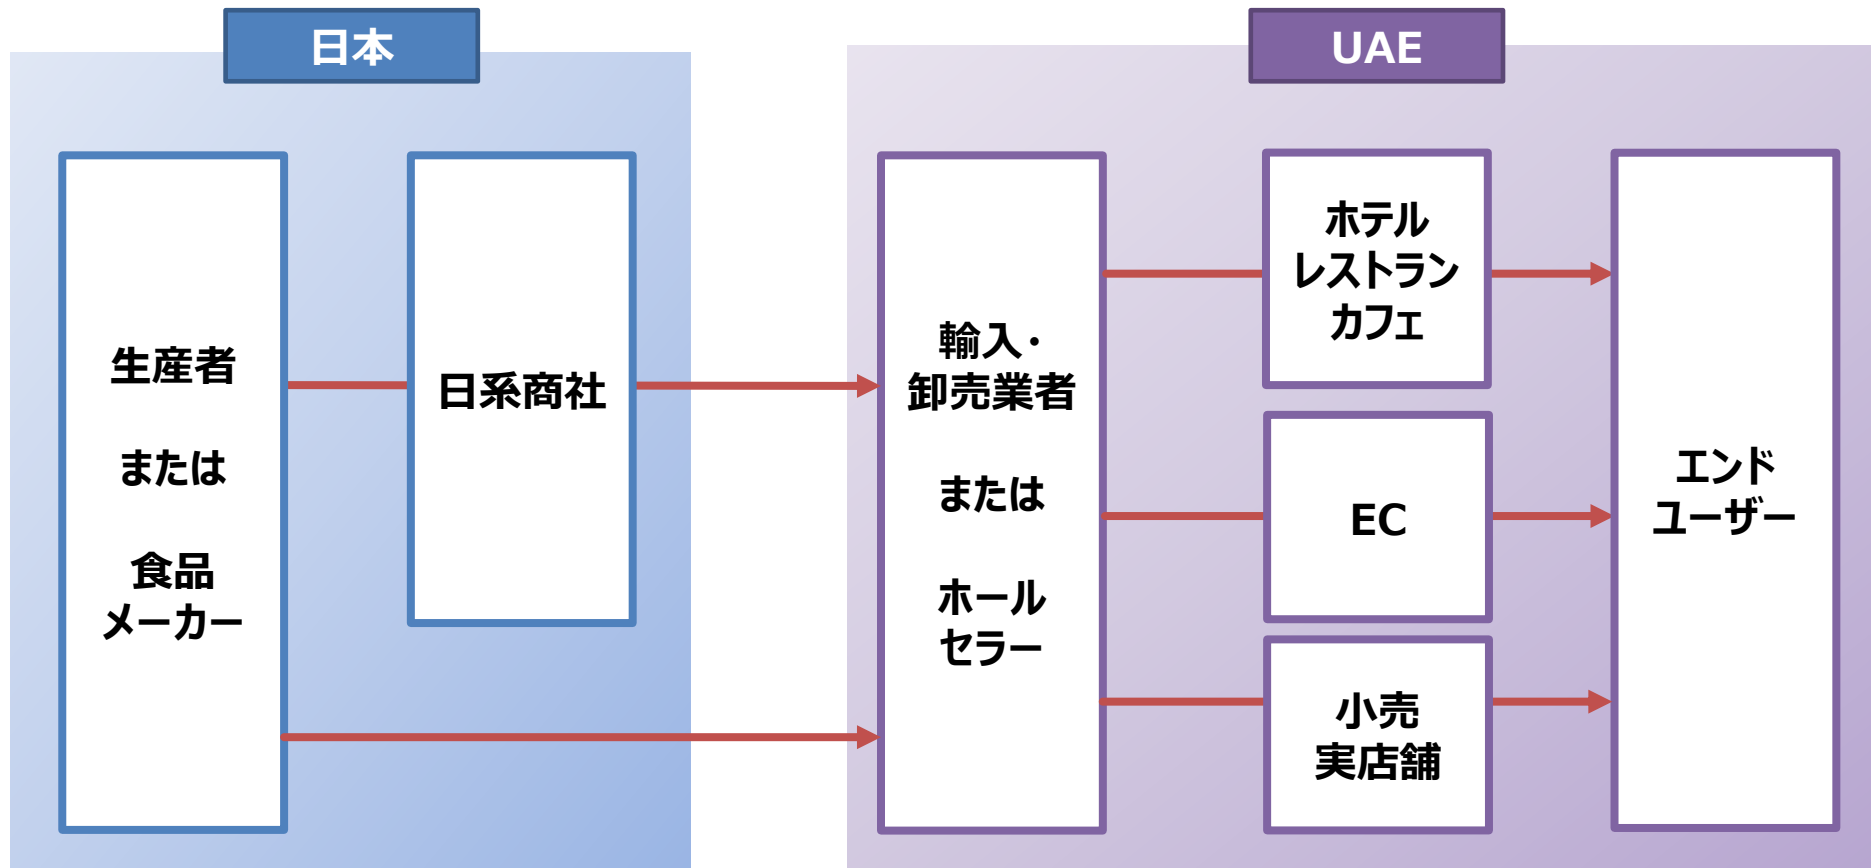 日本
UAE
生産者
または
食品
メーカー
日系商社
輸入・
卸売業者
または
ホール
セラー
ホテル
レストラン
カフェ
EC
小売
実店舗
エンド
ユーザー